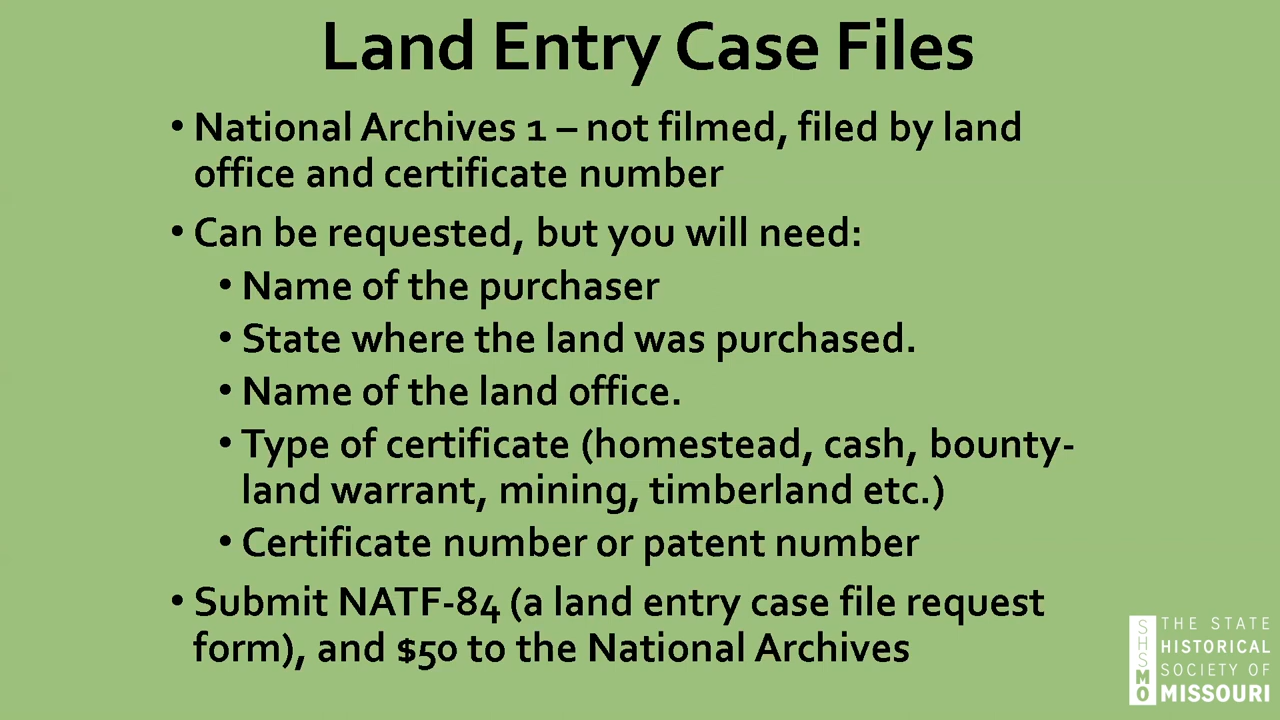 Land Entry Case Files
• National Archives 1 – not filmed, filed by land
office and certificate number
• Can be requested, but you will need:
• Name of the purchaser
• State where the land was purchased.
• Name of the land office.
• Type of certificate (homestead, cash, bounty-
land warrant, mining, timberland etc.)
• Certificate number or patent number
• Submit NATF-84 (a land entry case file request
form), and $50 to the National Archives
SHSMO
THE STATE
HISTORICAL
SOCIETY OF
MISSOURI